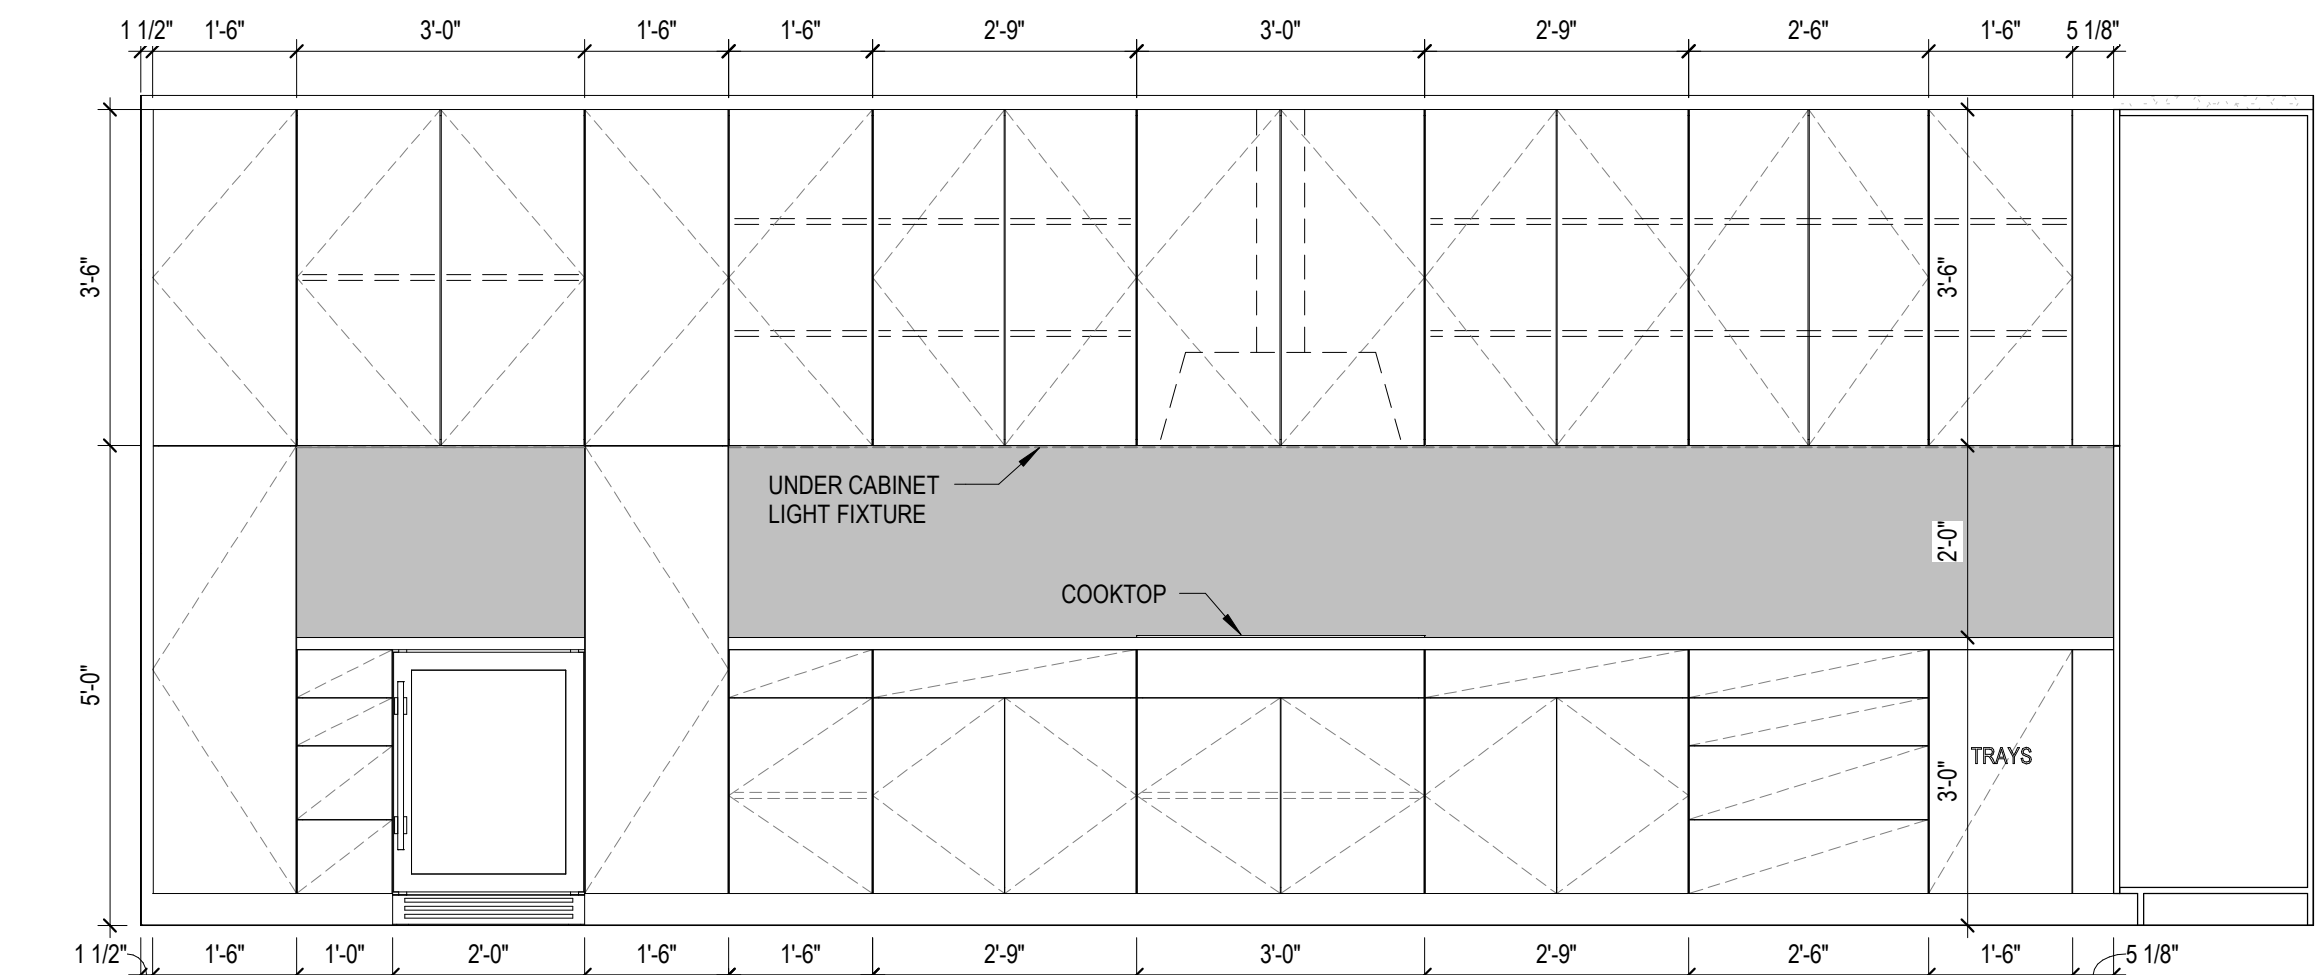 1 1/2" 1'-6" 3'-0" 1'-6" 1'-6" 2'-9" 3'-0" 2'-9" 2'-6" 1'-6" 5 1/8"
3'-6"
3'-6"
UNDER CABINET
LIGHT FIXTURE
2'-0"
COOKTOP
5'-0"
TRAYS
3'-0"
1 1/2" 1'-6" 1'-0" 2'-0" 1'-6" 1'-6" 2'-9" 3'-0" 2'-9" 2'-6" 1'-6" 5 1/8"